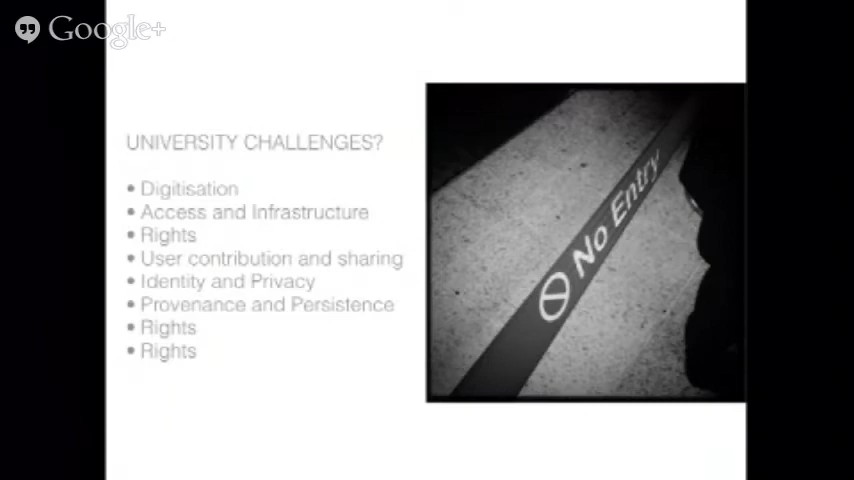 Google+
UNIVERSITY CHALLENGES?
• Digitisation
• Access and Infrastructure
• Rights
• User contribution and sharing
• Identity and Privacy
• Provenance and Persistence
• Rights
• Rights
No Entry